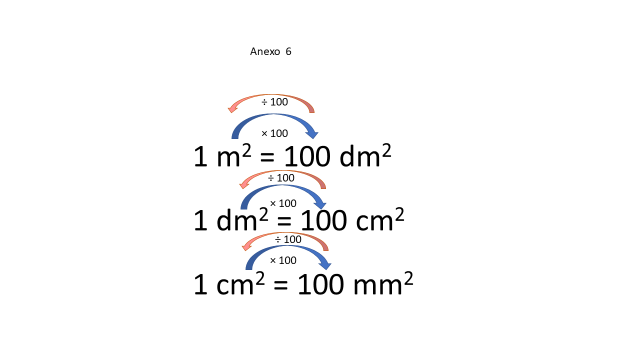 Anexo 6
÷ 100
× 100
1 m² = 100 dm²
÷ 100
× 100
1 dm² = 100 cm²
÷ 100
× 100
1 cm² = 100 mm²